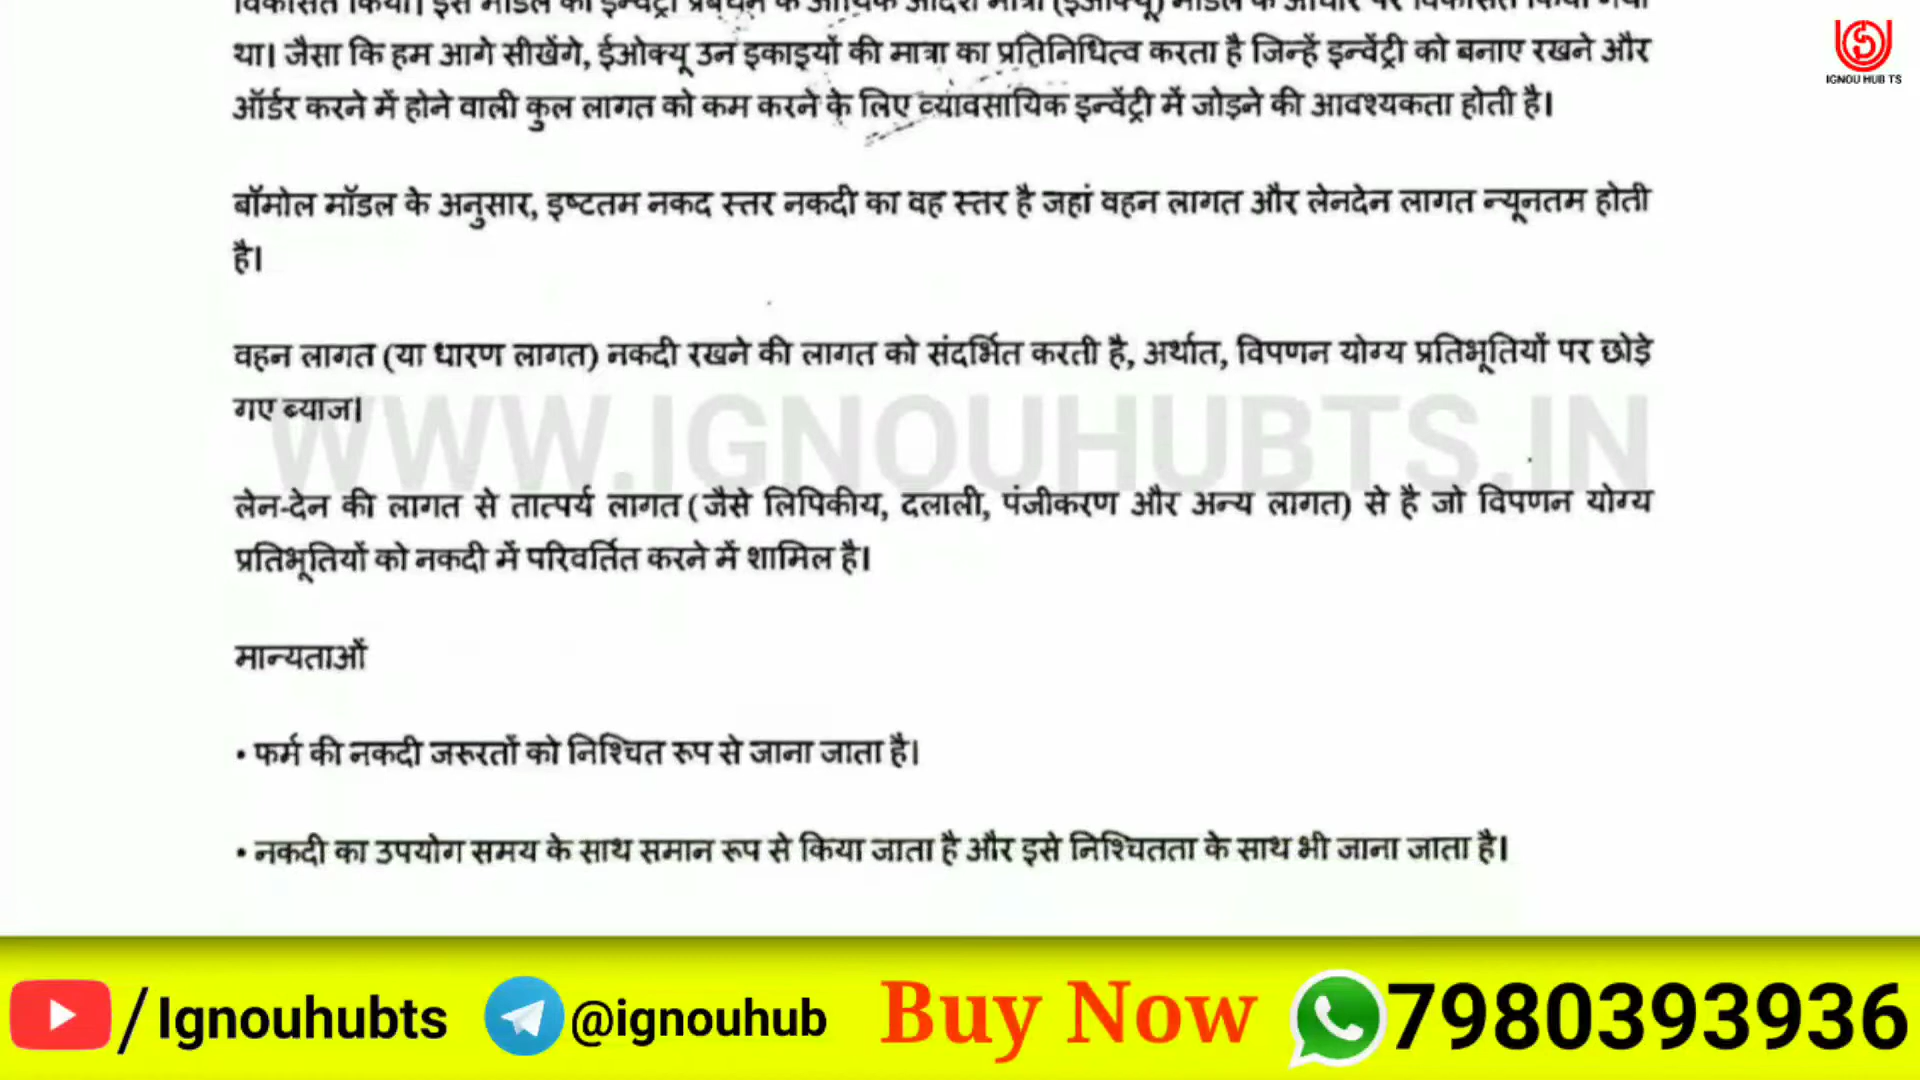 था। जैसा कि हम आगे सीखेंगे, ईओक्यू उन इकाइयों की मात्रा का प्रतिनिधित्व करता है जिन्हें इन्वेंट्री को बनाए रखने और
ऑर्डर करने में होने वाली कुल लागत को कम करने के लिए व्यावसायिक इन्वेंट्री में जोड़ने की आवश्यकता होती है।
IGNOU HUB TS
बॉमोल मॉडल के अनुसार, इष्टतम नकद स्तर नकदी का वह स्तर है जहां वहन लागत और लेनदेन लागत न्यूनतम होती
है।
वहन लागत (या धारण लागत) नकदी रखने की लागत को संदर्भित करती है, अर्थात, विपणन योग्य प्रतिभूतियों पर छोड़े
गए ब्याज।
WWW.IGNOUHUBTS.IN
लेन-देन की लागत से तात्पर्य लागत (जैसे लिपिकीय, दलाली, पंजीकरण और अन्य लागत) से है जो विपणन योग्य
प्रतिभूतियों को नकदी में परिवर्तित करने में शामिल है।
मान्यताओं
• फर्म की नकदी जरूरतों को निश्चित रूप से जाना जाता है।
• नकदी का उपयोग समय के साथ समान रूप से किया जाता है और इसे निश्चितता के साथ भी जाना जाता है।
/Ignouhubts @ignouhub Buy Now 7980393936